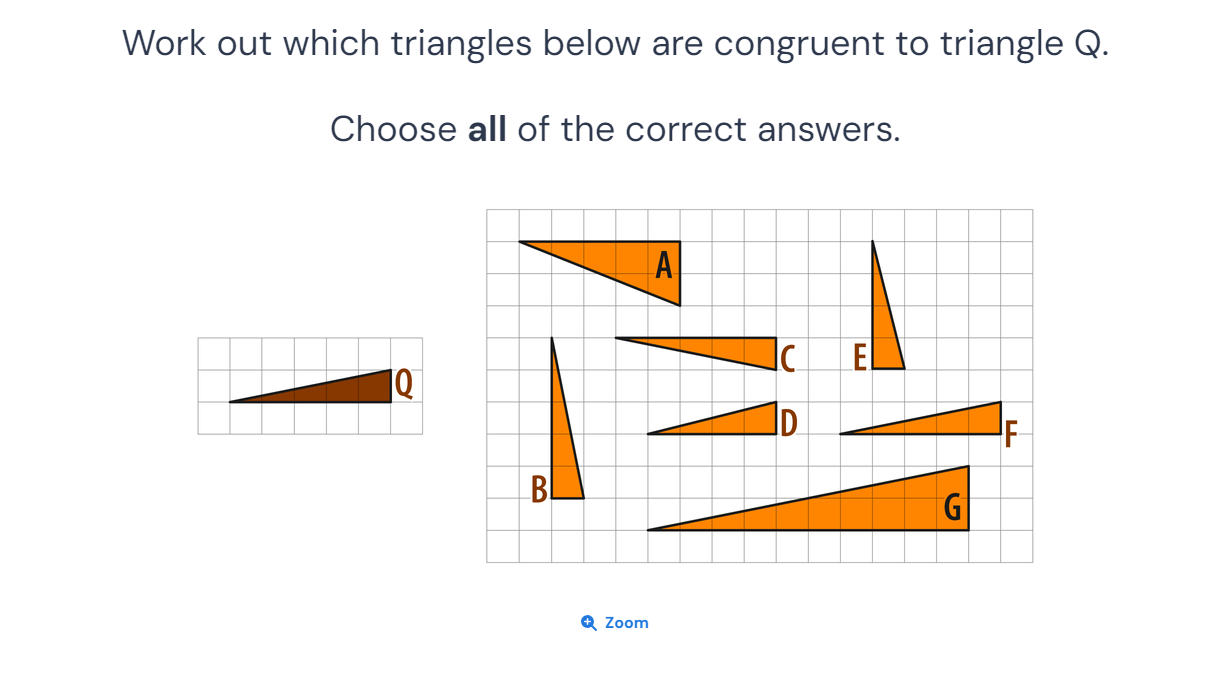 Work out which triangles below are congruent to triangle Q.
Choose all of the correct answers.
A
E
C
Q
D
F
B
G
Zoom